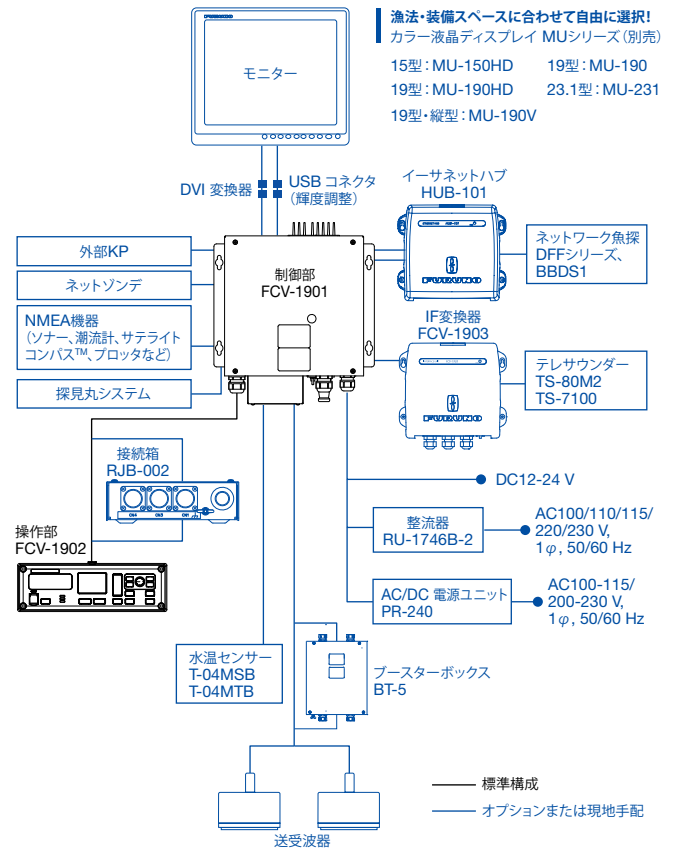 漁法・装備スペースに合わせて自由に選択!
カラー液晶ディスプレイ MUシリーズ(別売)
15型：MU-150HD 19型：MU-190
19型：MU-190HD 23.1型：MU-231
19型・縦型：MU-190V
FURUNO
モニター
DVI 変換器
USB コネクタ
(輝度調整)
イーサネットハブ
HUB-101
外部KP
ネットゾンデ
NMEA機器
(ソナー、潮流計、サテライト
コンパス™、プロッタなど)
探見丸システム
制御部
FCV-1901
FURUNO
ネットワーク魚探
DFFシリーズ、
BBDS1
IF変換器
FCV-1903
FURUNO
テレサウンダー
TS-80M2
TS-7100
接続箱
RJB-002
操作部
FCV-1902
DC12-24 V
整流器
RU-1746B-2
AC100/110/115/
220/230 V,
1φ, 50/60 Hz
AC/DC 電源ユニット
PR-240
AC100-115/
200-230 V,
1φ, 50/60 Hz
水温センサー
T-04MSB
T-04MTB
ブースターボックス
BT-5
送受波器
標準構成
オプションまたは現地手配